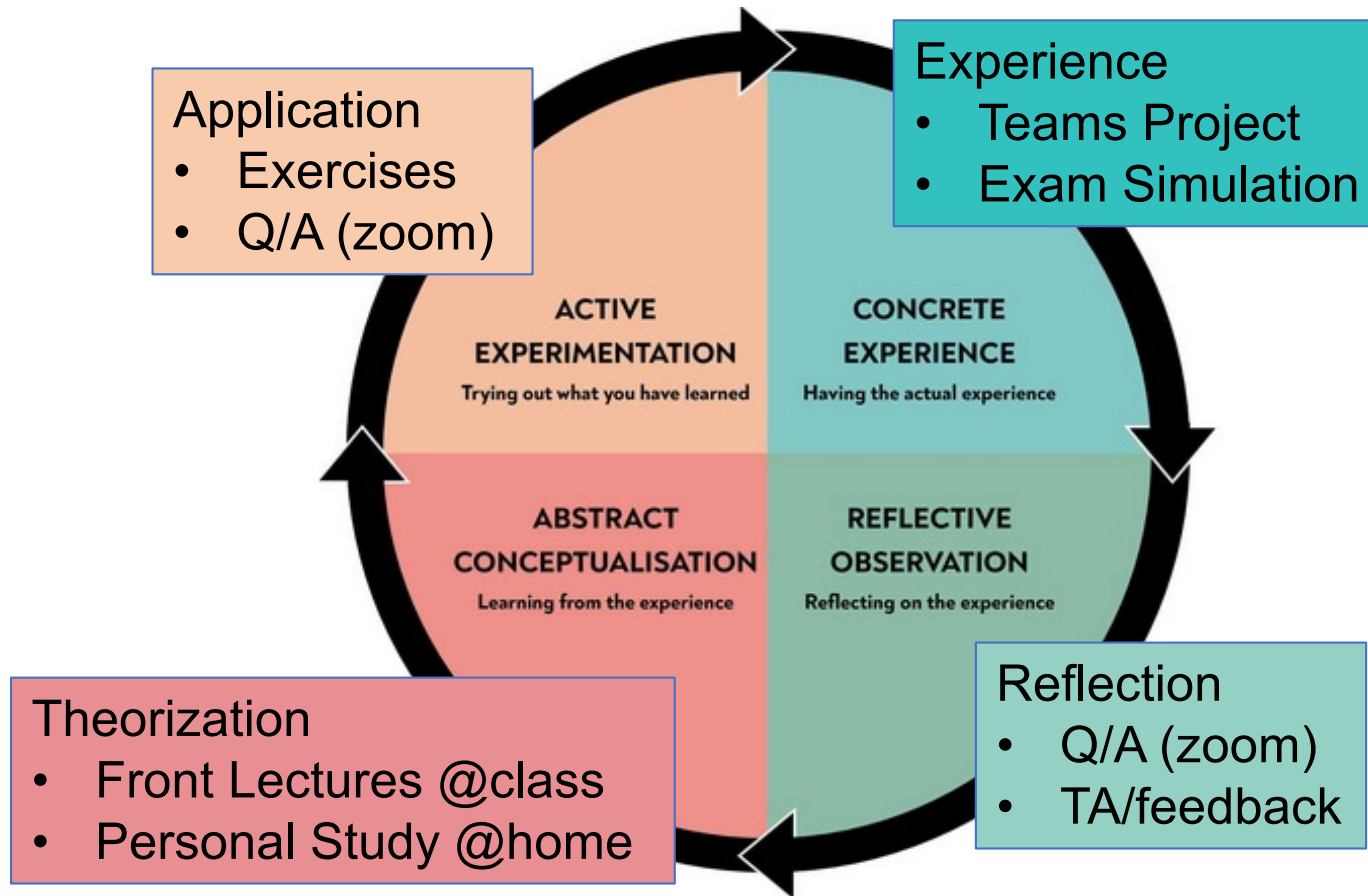 Application
• Exercises
• Q/A (zoom)
Experience
• Teams Project
• Exam Simulation
ACTIVE
EXPERIMENTATION
Trying out what you have learned
CONCRETE
EXPERIENCE
Having the actual experience
ABSTRACT
CONCEPTUALISATION
Learning from the experience
REFLECTIVE
OBSERVATION
Reflecting on the experience
Theorization
• Front Lectures @class
• Personal Study @home
Reflection
• Q/A (zoom)
• TA/feedback